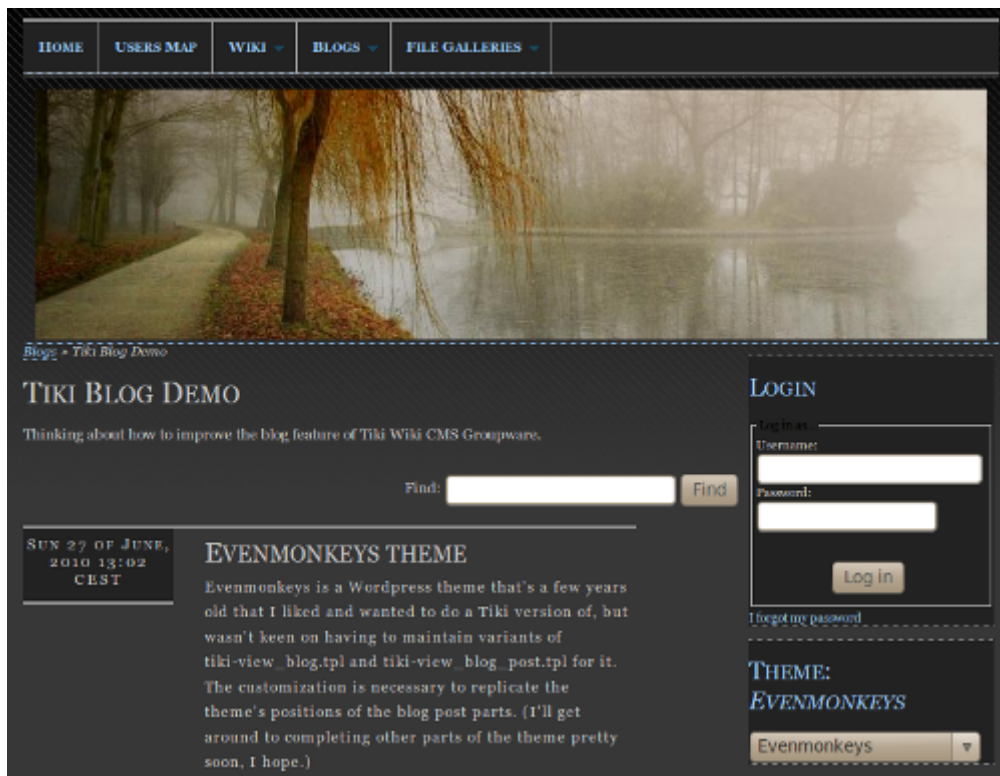 HOME USERS MAP WIKI BLOGS FILE GALLERIES
Blogs » Tiki Blog Demo
TIKI BLOG DEMO
Thinking about how to improve the blog feature of Tiki Wiki CMS Groupware.
Find: Find
SUN 27 OF JUNE,
2010 13:02
CEST
EVENMONKEYS THEME
Evenmonkeys is a Wordpress theme that's a few years
old that I liked and wanted to do a Tiki version of, but
wasn't keen on having to maintain variants of
tiki-view_blog.tpl and tiki-view_blog_post.tpl for it.
The customization is necessary to replicate the
theme's positions of the blog post parts. (I'll get
around to completing other parts of the theme pretty
soon, I hope.)
LOGIN
Log in as...
Username:
Password:
Log in
I forgot my password
THEME:
EVENMONKEYS
Evenmonkeys